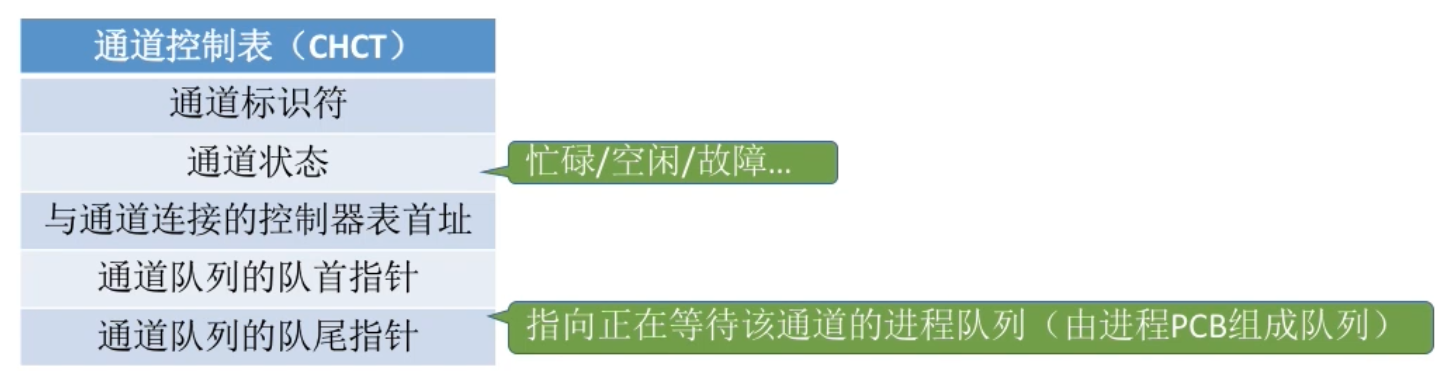 通道控制表（CHCT）
通道标识符
通道状态
忙碌/空闲/故障...
与通道连接的控制器表首址
通道队列的队首指针
通道队列的队尾指针
指向正在等待该通道的进程队列（由进程PCB组成队列）